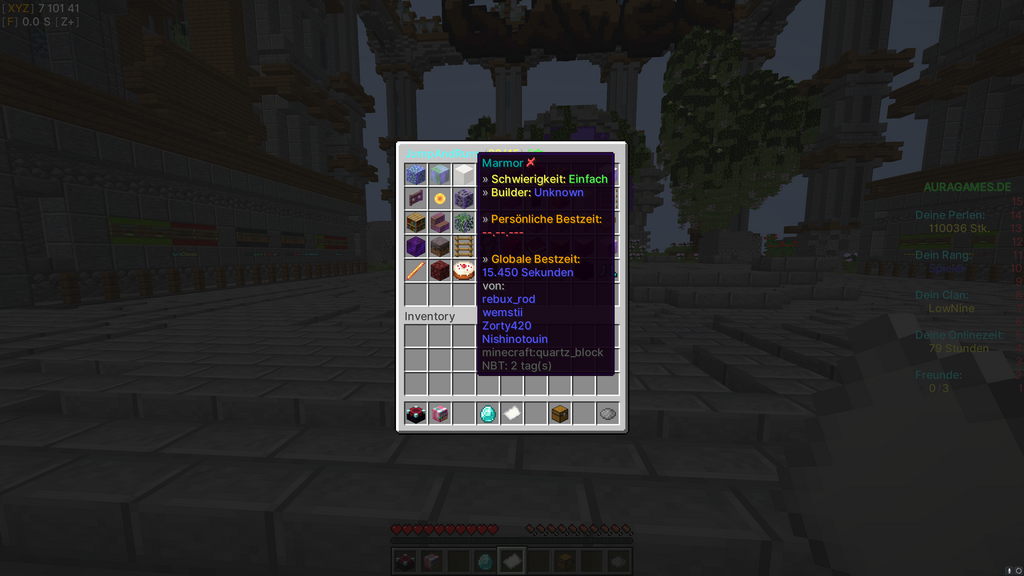 [XYZ] 7 101 41
[F] 0.0 S [Z+]
Marmor ✗
» Schwierigkeit: Einfach
» Builder: Unknown
» Persönliche Bestzeit:
--.--.---
» Globale Bestzeit:
15.450 Sekunden
von:
rebux_rod
wemstii
Zorty420
Nishinotouin
minecraft:quartz_block
NBT: 2 tag(s)
Inventory
AURAGAMES.DE
Deine Perlen:
110036 Stk.
Dein Rang:
Spieler
Dein Clan:
LowNine
Deine Onlinezeit:
79 Stunden
Freunde:
0/3